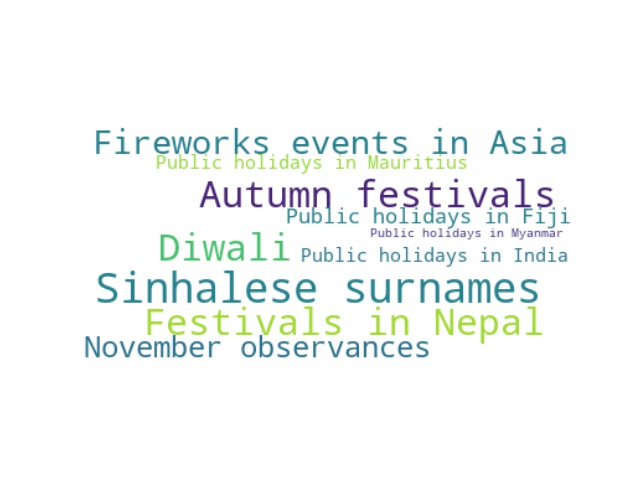 Fireworks events in Asia
Public holidays in Mauritius
Autumn festivals
Public holidays in Fiji
Public holidays in Myanmar
Diwali
Public holidays in India
Sinhalese surnames
Festivals in Nepal
November observances